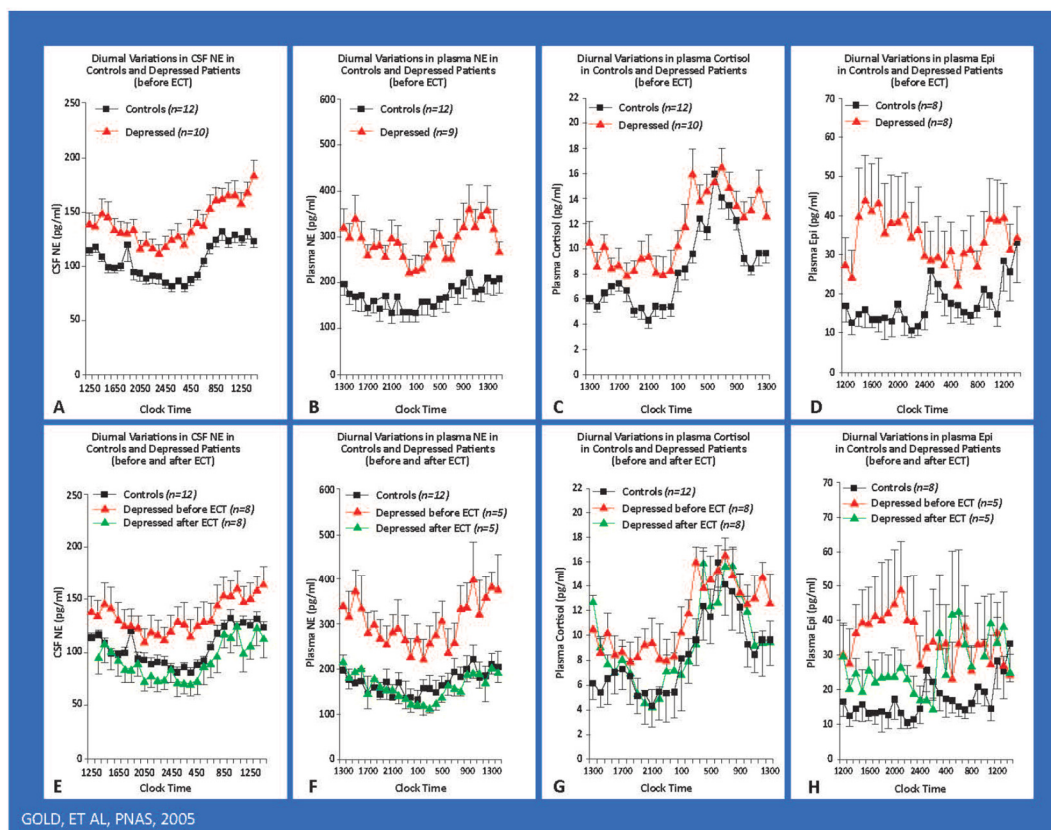 Diurnal Variations in CSF NE in
Controls and Depressed Patients
(before ECT)
Controls (n=12)
Depressed (n=10)
CSF NE (pg/ml)
250
200
150
100
50
0
1250 1650 2050 2450 450 850 1250
A
Clock Time
Diurnal Variations in plasma NE in
Controls and Depressed Patients
(before ECT)
Controls (n=12)
Depressed (n=9)
Plasma NE (pg/ml)
600
500
400
300
200
100
0
1300 1700 2100 100 500 900 1300
B
Clock Time
Diurnal Variations in plasma Cortisol
in Controls and Depressed Patients
(before ECT)
Controls (n=12)
Depressed (n=10)
Plasma Cortisol (pg/ml)
22
20
18
16
14
12
10
8
6
4
2
0
1300 1700 2100 100 500 900 1300
C
Clock Time
Diurnal Variations in plasma Epi
in Controls and Depressed Patients
(before ECT)
Controls (n=8)
Depressed (n=8)
Plasma Epi (pg/ml)
70
60
50
40
30
20
10
0
1200 1600 2000 2400 400 800 1200
D
Clock Time
Diurnal Variations in CSF NE in
Controls and Depressed Patients
(before and after ECT)
Controls (n=12)
Depressed before ECT (n=8)
Depressed after ECT (n=8)
CSF NE (pg/ml)
250
200
150
100
50
0
1250 1650 2050 2450 450 850 1250
E
Clock Time
Diurnal Variations in plasma NE in
Controls and Depressed Patients
(before and after ECT)
Controls (n=12)
Depressed before ECT (n=5)
Depressed after ECT (n=5)
Plasma NE (pg/ml)
600
500
400
300
200
100
0
1300 1700 2100 100 500 900 1300
F
Clock Time
Diurnal Variations in plasma Cortisol
in Controls and Depressed Patients
(before and after ECT)
Controls (n=12)
Depressed before ECT (n=8)
Depressed after ECT (n=8)
Plasma Cortisol (pg/ml)
22
20
18
16
14
12
10
8
6
4
2
0
1300 1700 2100 100 500 900 1300
G
Clock Time
Diurnal Variations in plasma Epi
in Controls and Depressed Patients
(before and after ECT)
Controls (n=8)
Depressed before ECT (n=5)
Depressed after ECT (n=5)
Plasma Epi (pg/ml)
70
60
50
40
30
20
10
0
1200 1600 2000 2400 400 800 1200
H
Clock Time
GOLD, ET AL, PNAS, 2005